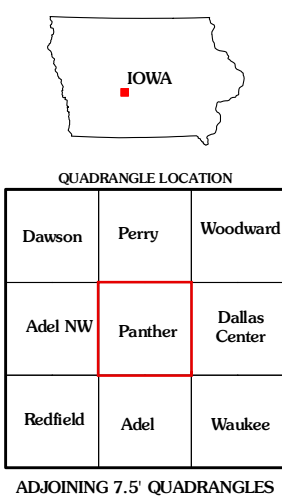 IOWA
QUADRANGLE LOCATION
Dawson
Perry
Woodward
Adel NW
Panther
Dallas
Center
Redfield
Adel
Waukee
ADJOINING 7.5' QUADRANGLES